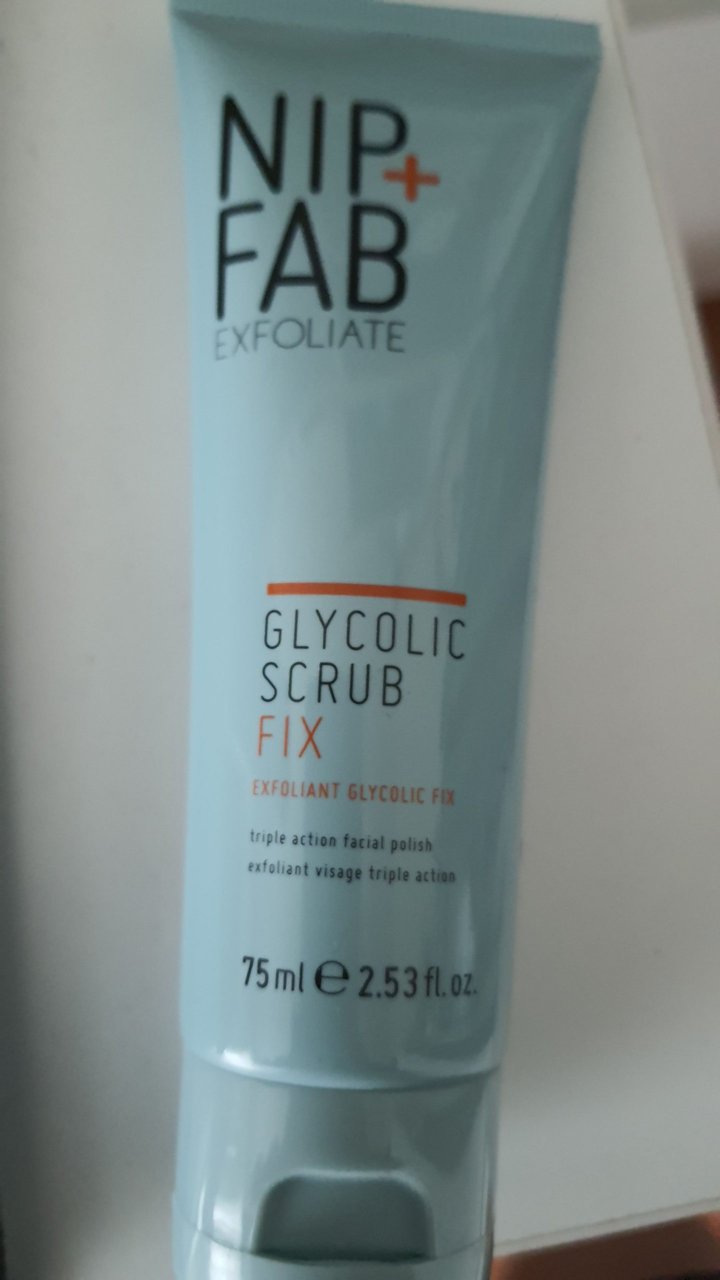 NIP+
FAB
EXFOLIATE
GLYCOLIC
SCRUB
FIX
EXFOLIANT GLYCOLIC FIX
triple action facial polish
exfoliant visage triple action
75ml e 2.53 fl. oz.